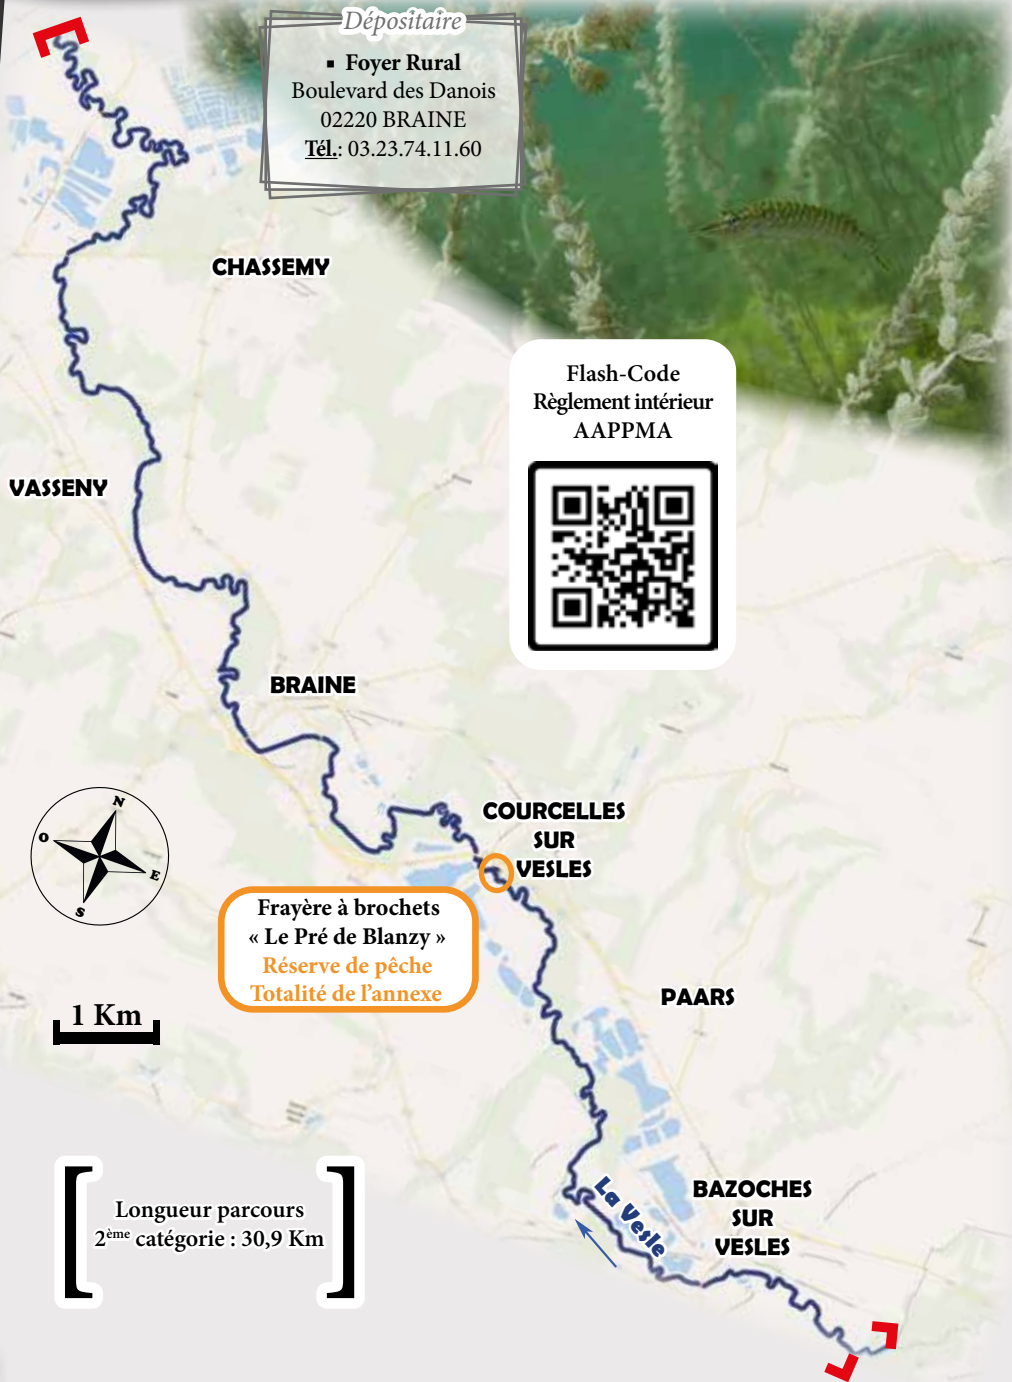 Dépositaire
▪ Foyer Rural
Boulevard des Danois
02220 BRAINE
Tél.: 03.23.74.11.60
CHASSEMY
Flash-Code
Règlement intérieur
AAPPMA
VASSENY
BRAINE
N
O
E
S
COURCELLES
SUR
VESLES
Frayère à brochets
« Le Pré de Blanzy »
Réserve de pêche
Totalité de l'annexe
PAARS
1 Km
La Vesle
BAZOCHES
SUR
VESLES
Longueur parcours
2ème catégorie : 30,9 Km